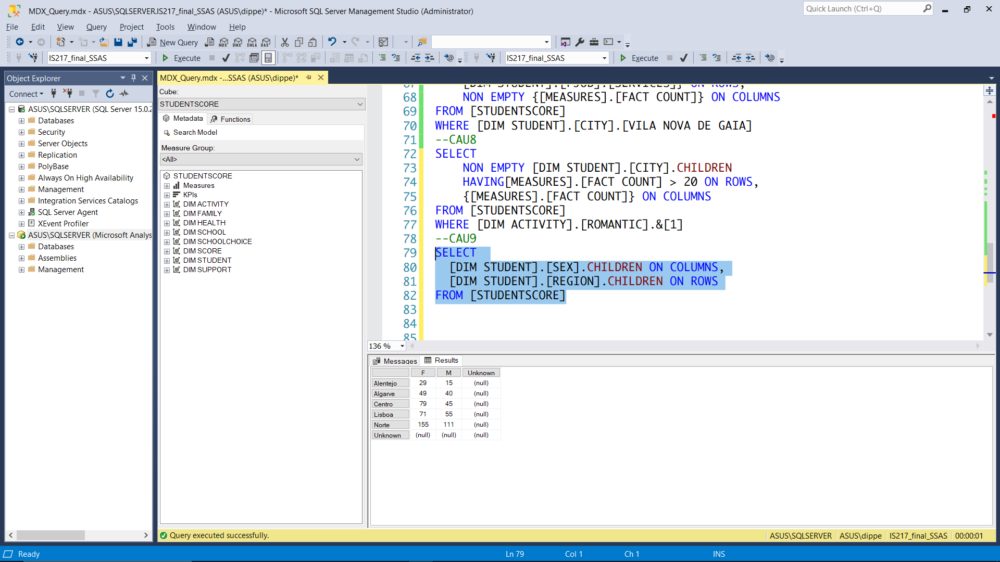 MDX_Query.mdx - ASUS\SQLSERVER.IS217_final_SSAS (ASUS\dippe)* - Microsoft SQL Server Management Studio (Administrator)
Quick Launch (Ctrl+Q)
File Edit View Query Project Tools Window Help
New Query MDX DMX XMLA DAX
IS217_final_SSAS Execute IS217_final_SSAS Execute
Object Explorer
Connect
ASUS\SQLSERVER (SQL Server 15.0.2
Databases
Security
Server Objects
Replication
PolyBase
Always On High Availability
Management
Integration Services Catalogs
SQL Server Agent
XEvent Profiler
ASUS\SQLSERVER (Microsoft Analys
Databases
Assemblies
Management
MDX_Query.mdx -...SSAS (ASUS\dippe)*
Cube:
STUDENTSCORE
Metadata Functions
Search Model
Measure Group:
<All>
STUDENTSCORE
Measures
KPIs
DIM ACTIVITY
DIM FAMILY
DIM HEALTH
DIM SCHOOL
DIM SCHOOLCHOICE
DIM SCORE
DIM STUDENT
DIM SUPPORT
67 [DIM STUDENT].[FJOB].[SERVICES]} ON ROWS,
68 NON EMPTY {[MEASURES].[FACT COUNT]} ON COLUMNS
69 FROM [STUDENTSCORE]
70 WHERE [DIM STUDENT].[CITY].[VILA NOVA DE GAIA]
71 --CAU8
72 SELECT
73 NON EMPTY [DIM STUDENT].[CITY].CHILDREN
74 HAVING[MEASURES].[FACT COUNT] > 20 ON ROWS,
75 {[MEASURES].[FACT COUNT]} ON COLUMNS
76 FROM [STUDENTSCORE]
77 WHERE [DIM ACTIVITY].[ROMANTIC].&[1]
78 --CAU9
79 SELECT
80 [DIM STUDENT].[SEX].CHILDREN ON COLUMNS,
81 [DIM STUDENT].[REGION].CHILDREN ON ROWS
82 FROM [STUDENTSCORE]
83
84
85
136 %
Messages Results
F M Unknown
Alentejo 29 15 (null)
Algarve 49 40 (null)
Centro 79 45 (null)
Lisboa 71 55 (null)
Norte 155 111 (null)
Unknown (null) (null) (null)
Query executed successfully. ASUS\SQLSERVER ASUS\dippe IS217_final_SSAS 00:00:01
Ready Ln 79 Col 1 Ch 1 INS